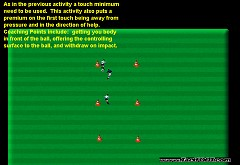 As in the previous activity a touch minimum
need to be used.  This activity also puts a
premium on the first touch being away from
pressure and in the direction of help.
Coaching Points include:  getting you body
in front of the ball, offering the controlling
surface to the ball, and withdraw on impact.